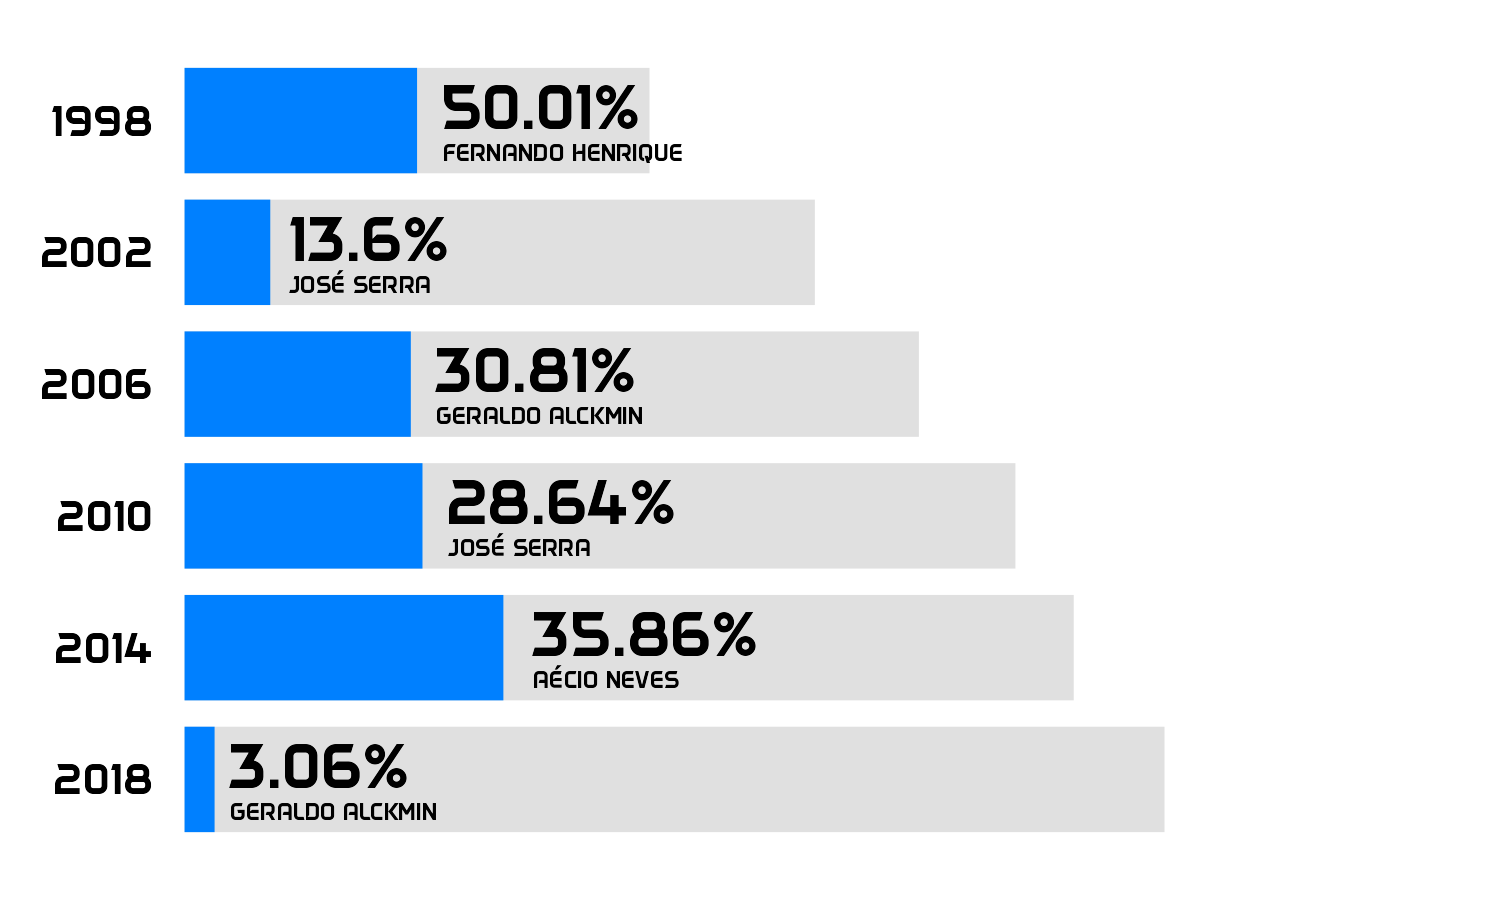 1998
50.01%
FERNANDO HENRIQUE
2002
13.6%
JOSÉ SERRA
2006
30.81%
GERALDO ALCKMIN
2010
28.64%
JOSÉ SERRA
2014
35.86%
AÉCIO NEVES
2018
3.06%
GERALDO ALCKMIN